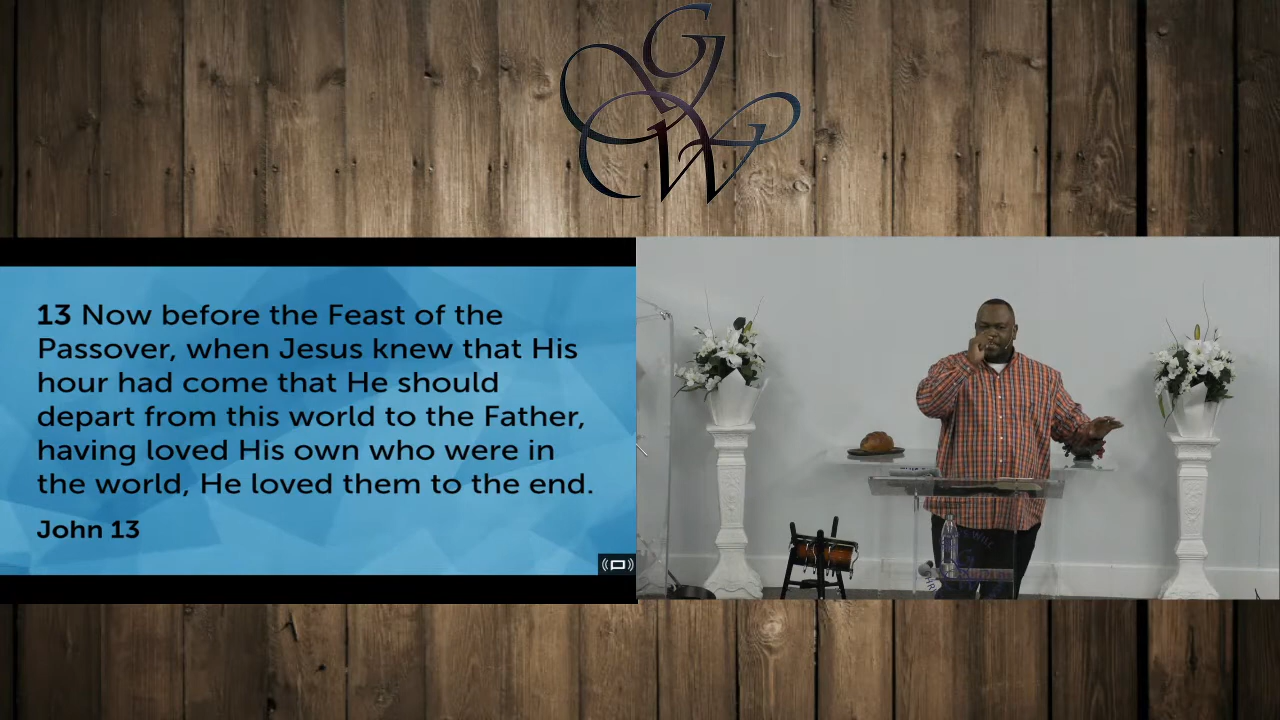 GWW
13 Now before the Feast of the
Passover, when Jesus knew that His
hour had come that He should
depart from this world to the Father,
having loved His own who were in
the world, He loved them to the end.
John 13